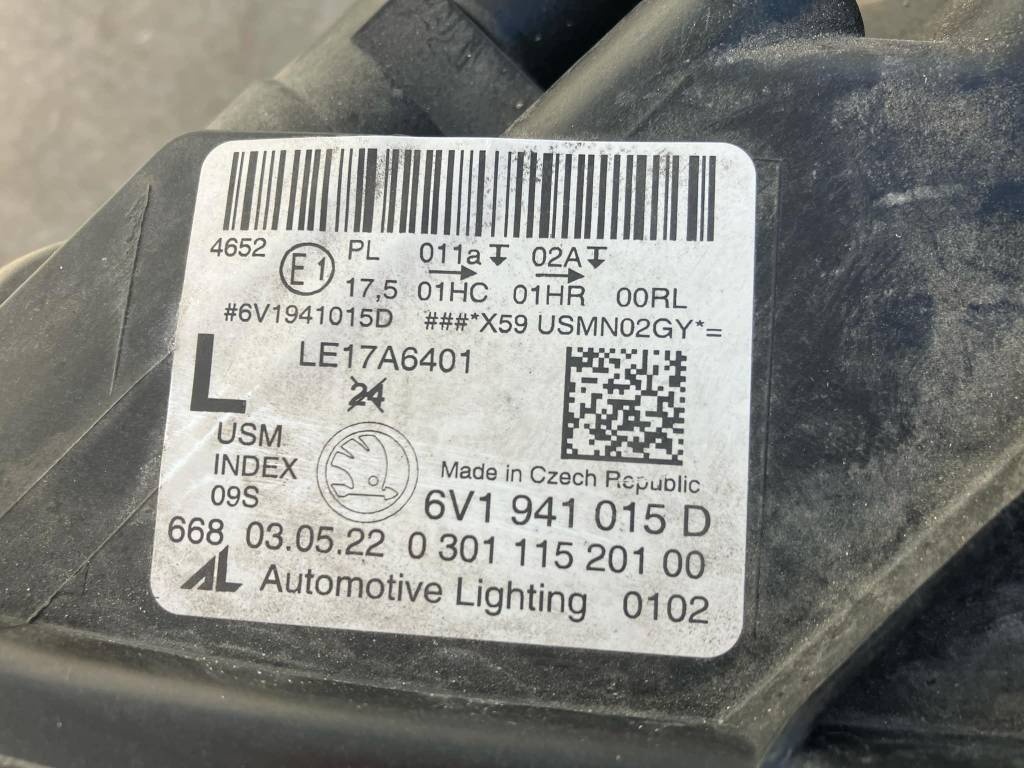 4652 E1 PL 011a 02A
17,5 01HC 01HR 00RL
#6V1941015D ###*X59 USMN02GY*=
L LE17A6401
24
USM
INDEX Made in Czech Republic
09S 6V1 941 015 D
668 03.05.22 0 301 115 201 00
AL Automotive Lighting 0102